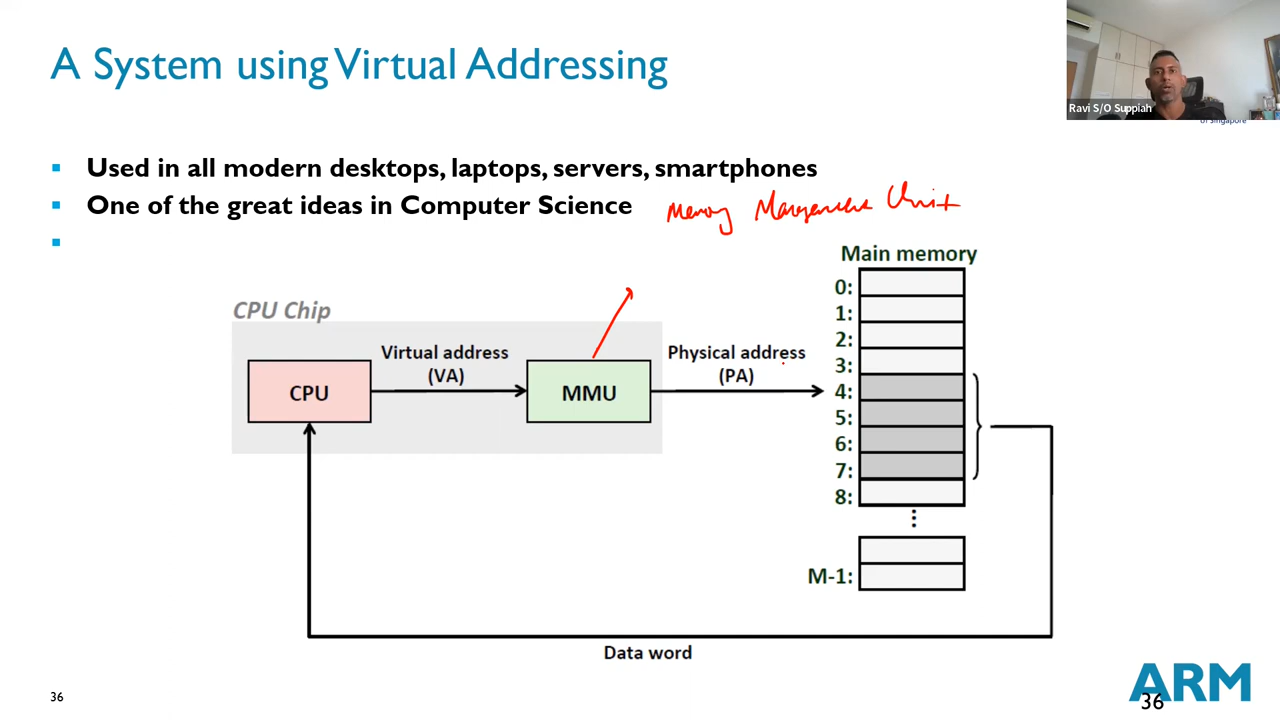 A System using Virtual Addressing
Ravi S/O Suppiah
of Singapore
Used in all modern desktops, laptops, servers, smartphones
One of the great ideas in Computer Science
Memory Management Unit
Main memory
CPU Chip
0:
1:
2:
3:
4:
5:
6:
7:
8:
M-1:
Virtual address
(VA)
Physical address
(PA)
CPU
MMU
Data word
36
ARM
36